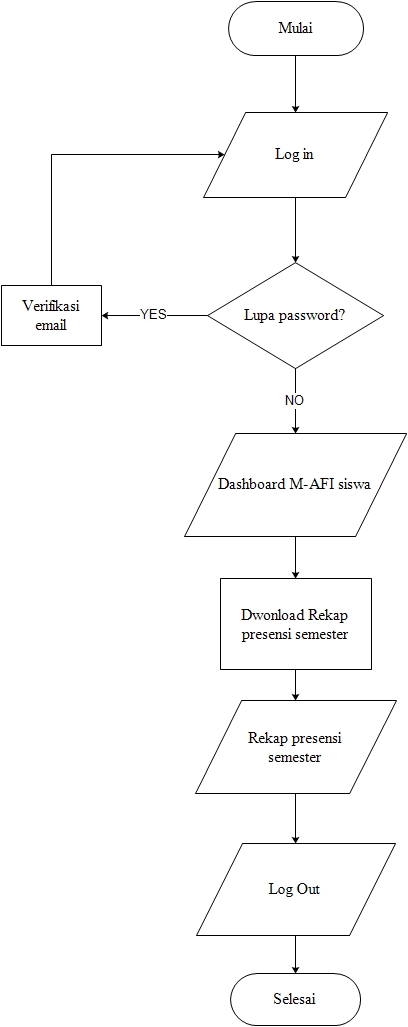 Mulai
Log in
Verifikasi
email
YES
Lupa password?
NO
Dashboard M-AFI siswa
Dwonload Rekap
presensi semester
Rekap presensi
semester
Log Out
Selesai